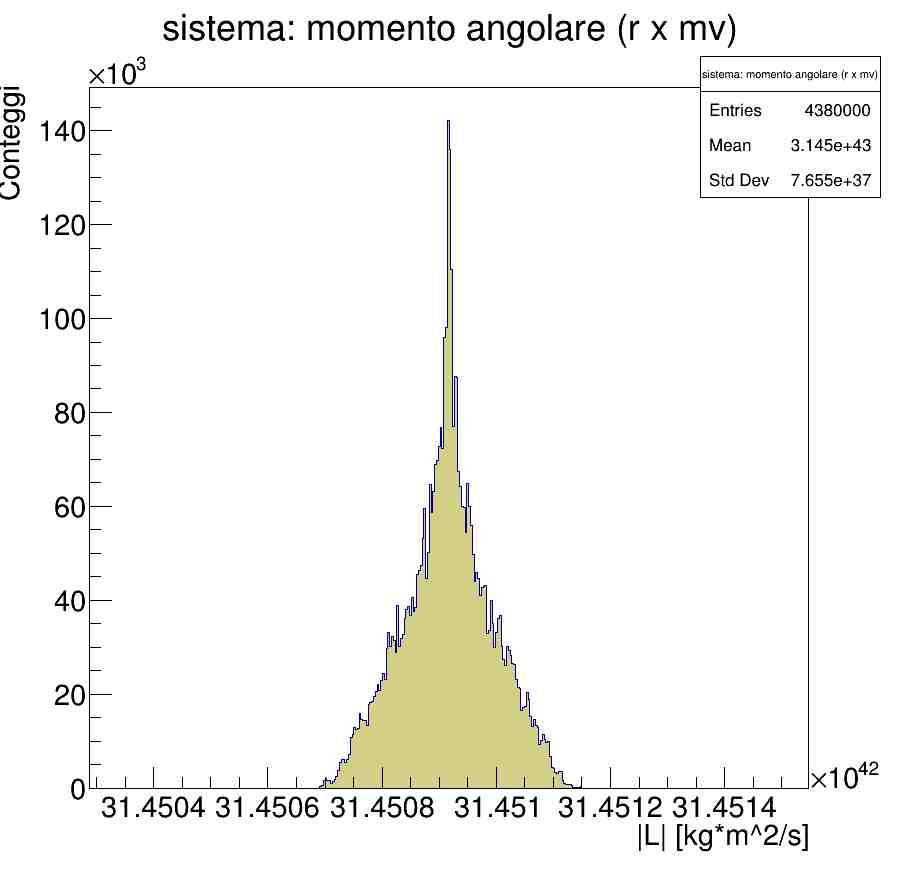 sistema: momento angolare (r x mv)
×10³
sistema: momento angolare (r x mv)
Entries 4380000
Mean 3.145e+43
Std Dev 7.655e+37
Conteggi
140
120
100
80
60
40
20
0
31.4504 31.4506 31.4508 31.451 31.4512 31.4514
×10⁴²
|L| [kg*m^2/s]